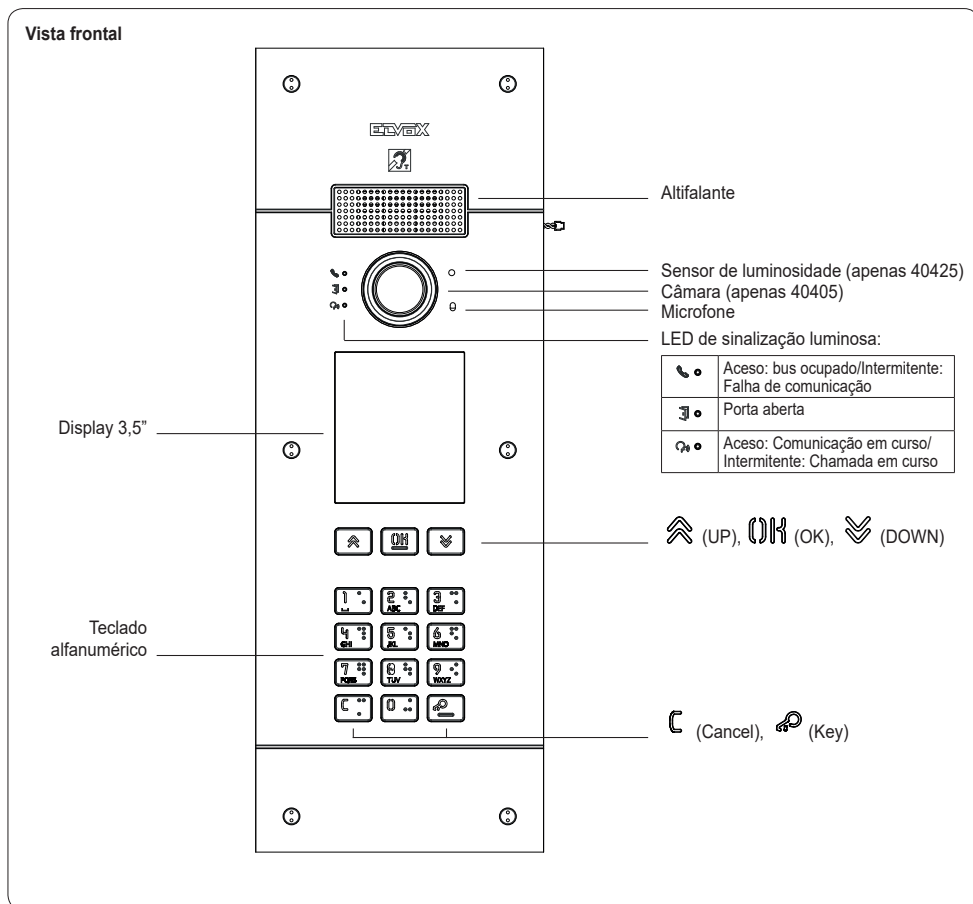 Vista frontal
ELVOX
T
Altifalante
Sensor de luminosidade (apenas 40425)
Câmara (apenas 40405)
Microfone
LED de sinalização luminosa:
Aceso: bus ocupado/Intermitente:
Falha de comunicação
Porta aberta
Aceso: Comunicação em curso/
Intermitente: Chamada em curso
Display 3,5”
OK
(UP), OK (OK), (DOWN)
Teclado
alfanumérico
1 2 3
ABC DEF
4 5 6
GHI JKL MNO
7 8 9
PQRS TUV WXYZ
C 0
C (Cancel), (Key)